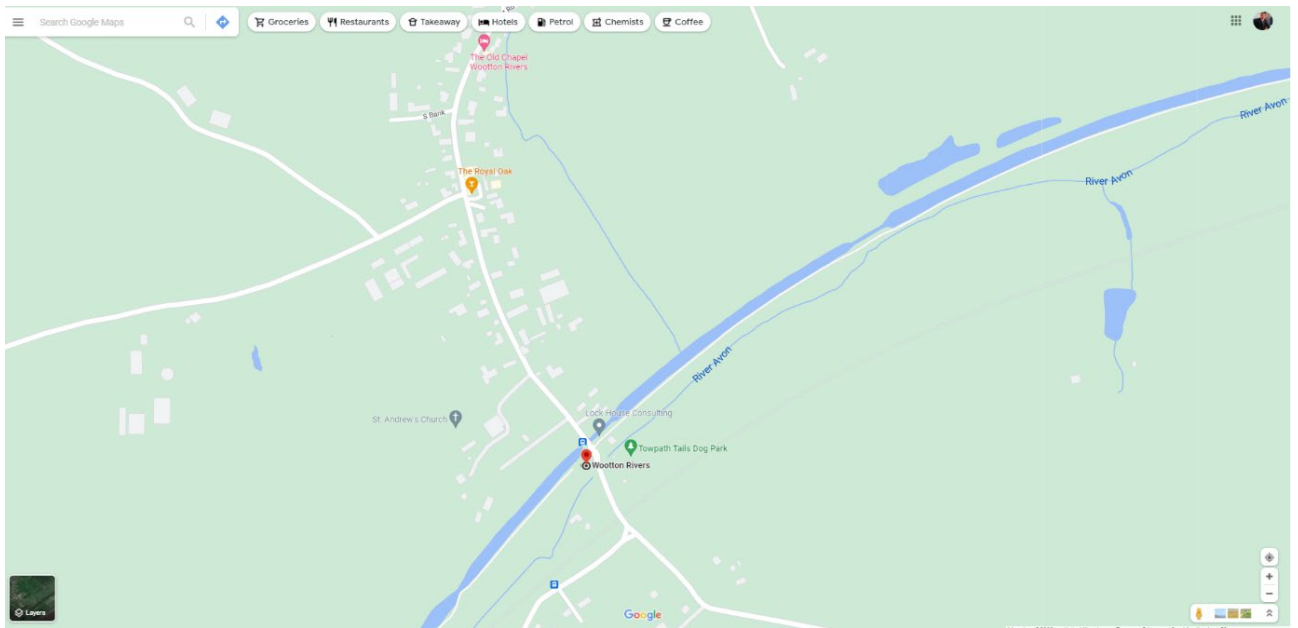 Search Google Maps
Groceries
Restaurants
Takeaway
Hotels
Petrol
Chemists
Coffee
The Old Chapel
Wootton Rivers
S Bank
River Avon
The Royal Oak
River Avon
River Avon
Lock House Consulting
St. Andrew's Church
Towpath Tails Dog Park
Wootton Rivers
Layers
Google